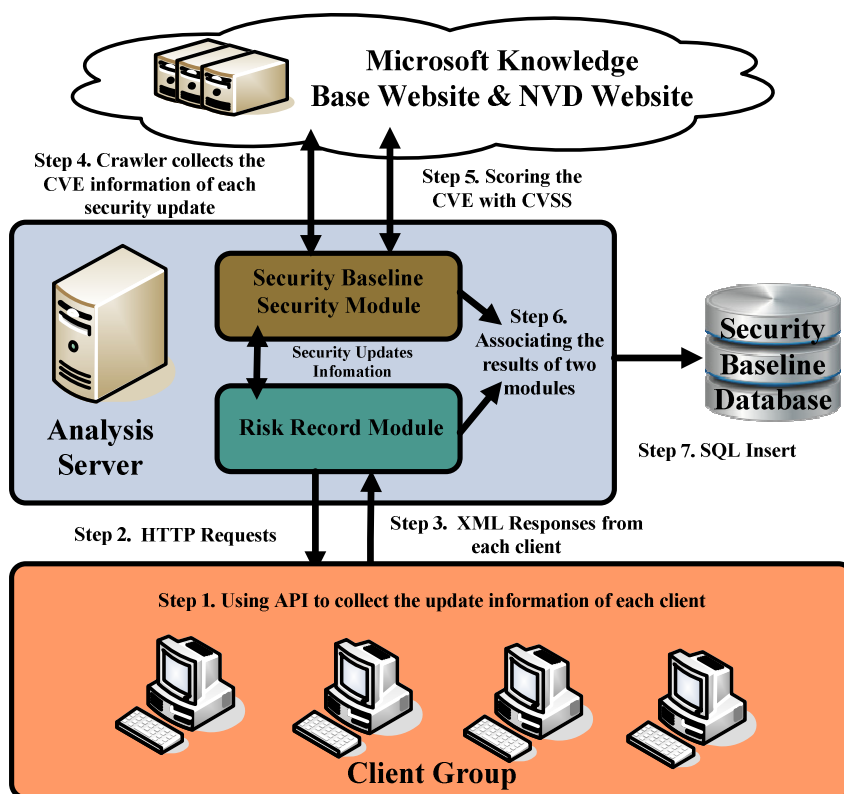 Microsoft Knowledge
Base Website & NVD Website
Step 4. Crawler collects the
CVE information of each
security update
Step 5. Scoring the
CVE with CVSS
Security Baseline
Security Module
Step 6.
Associating the
results of two
modules
Security Updates
Infomation
Risk Record Module
Analysis
Server
Security
Baseline
Database
Step 7. SQL Insert
Step 2. HTTP Requests
Step 3. XML Responses from
each client
Step 1. Using API to collect the update information of each client
Client Group